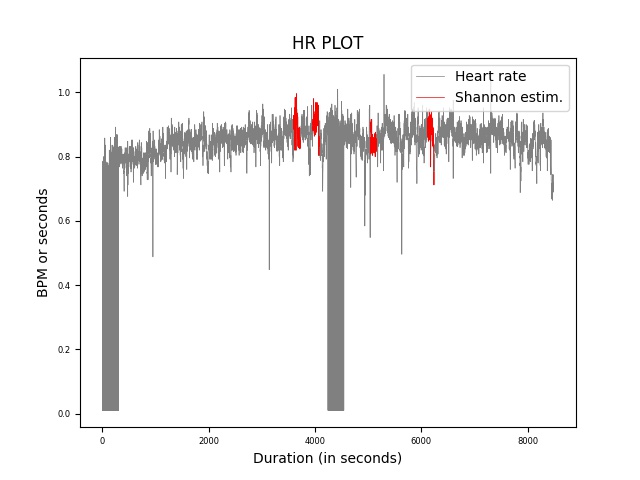 HR PLOT
Heart rate
Shannon estim.
BPM or seconds
1.0
0.8
0.6
0.4
0.2
0.0
0
2000
4000
6000
8000
Duration (in seconds)